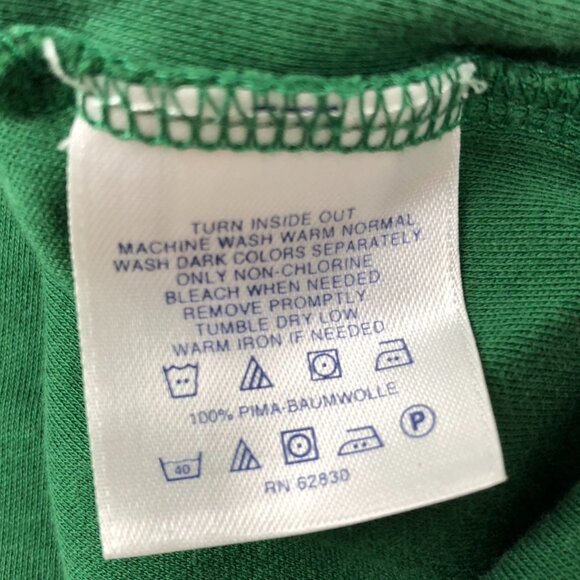 TURN INSIDE OUT
MACHINE WASH WARM NORMAL
WASH DARK COLORS SEPARATELY
ONLY NON-CHLORINE
BLEACH WHEN NEEDED
REMOVE PROMPTLY
TUMBLE DRY LOW
WARM IRON IF NEEDED
100% PIMA-BAUMWOLLE
40 P
RN 62830